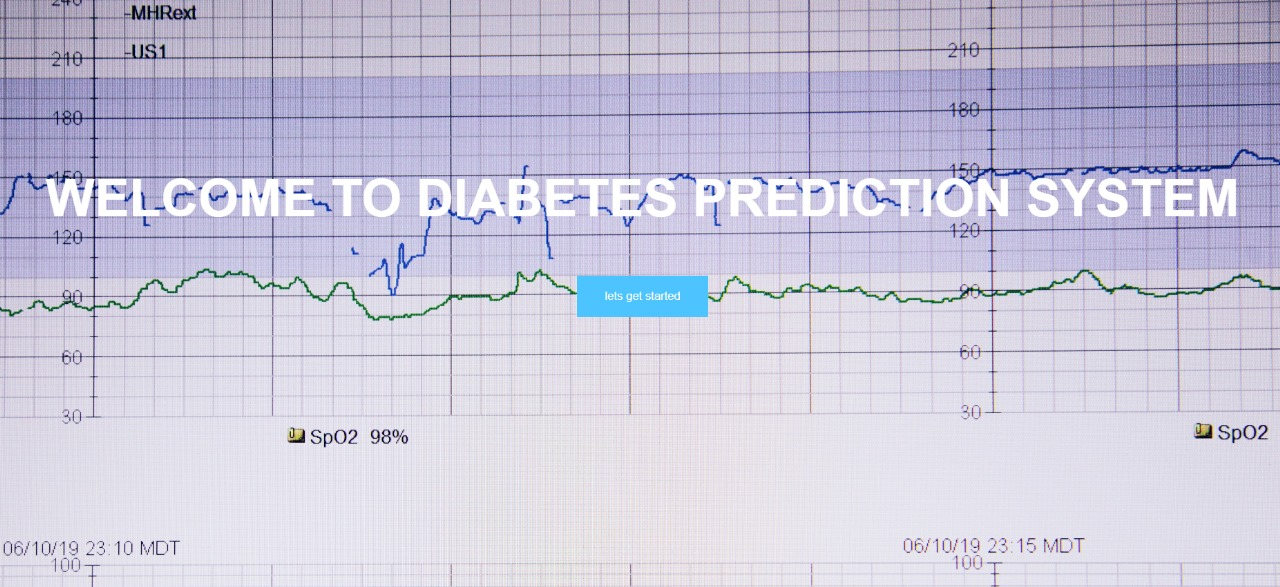 240
-MHRext
-US1
210 210
180 180
150 150
WELCOME TO DIABETES PREDICTION SYSTEM
120 120
90 90
lets get started
60 60
30 30
SpO2 98% SpO2
06/10/19 23:10 MDT 06/10/19 23:15 MDT
100 100